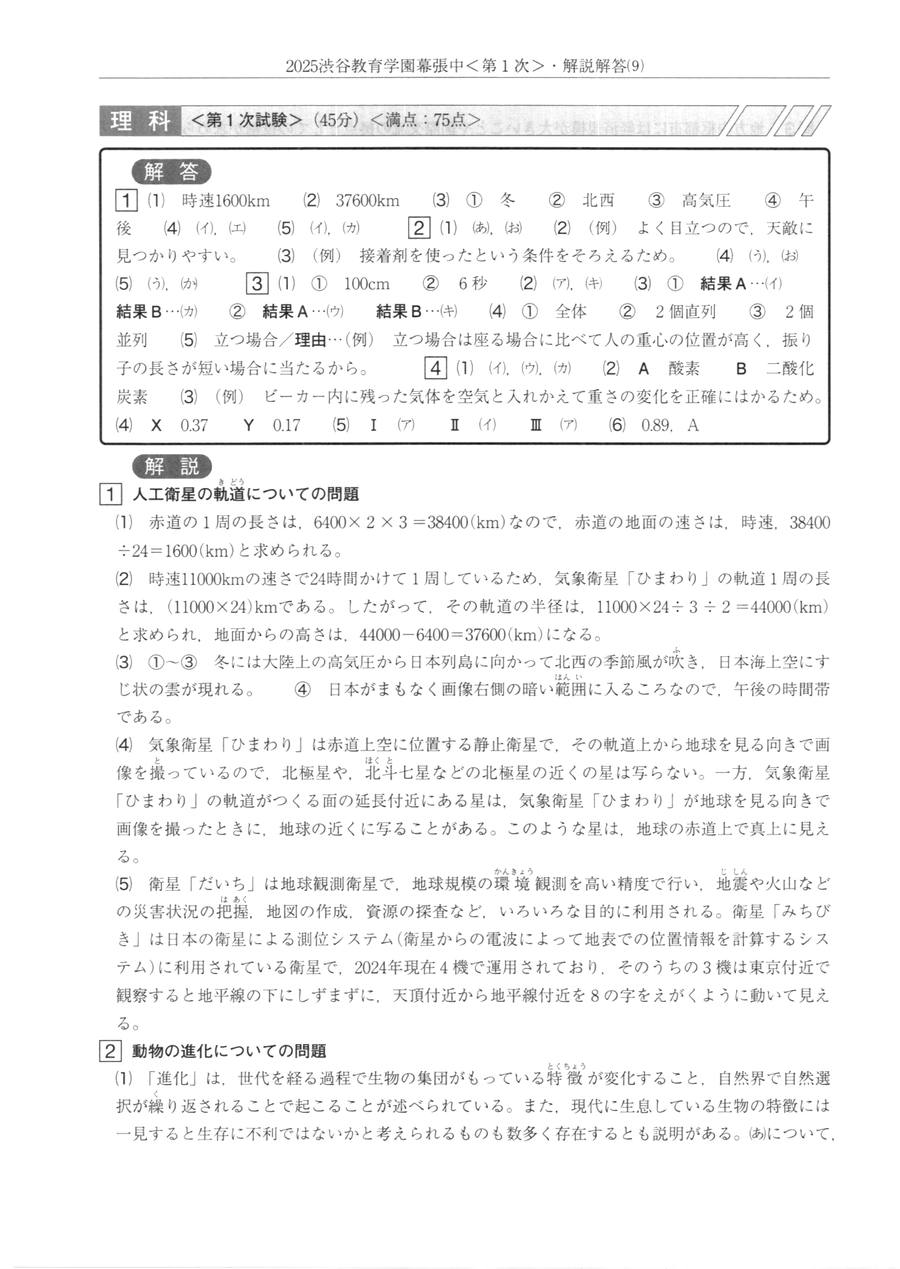 2025渋谷教育学園幕張中＜第１次＞・解説解答⑼
理科 ＜第１次試験＞（45分）＜満点：75点＞
解答
1 ⑴ 時速1600km ⑵ 37600km ⑶ ① 冬 ② 北西 ③ 高気圧 ④ 午
後 ⑷ ㈑，㈓ ⑸ ㈑，㈕ 2 ⑴ ㈎，㈒ ⑵ （例） よく目立つので，天敵に
見つかりやすい。 ⑶ （例） 接着剤を使ったという条件をそろえるため。 ⑷ (う)，(お)
⑸ (う)，(か) 3 ⑴ ① 100cm ② ６秒 ⑵ (ア)，(キ) ⑶ ① 結果Ａ…(イ)
結果Ｂ…(カ) ② 結果Ａ…(ウ) 結果Ｂ…(キ) ⑷ ① 全体 ② ２個直列 ③ ２個
並列 ⑸ 立つ場合／理由…（例） 立つ場合は座る場合に比べて人の重心の位置が高く，振り
子の長さが短い場合に当たるから。 4 ⑴ (イ)，(ウ)，(カ) ⑵ Ａ 酸素 Ｂ 二酸化
炭素 ⑶ （例） ビーカー内に残った気体を空気と入れかえて重さの変化を正確にはかるため。
⑷ Ｘ 0.37 Ｙ 0.17 ⑸ Ⅰ (ア) Ⅱ (イ) Ⅲ (ア) ⑹ 0.89，Ａ
解説
1 人工衛星の軌道についての問題
⑴ 赤道の１周の長さは，6400×２×３＝38400(km)なので，赤道の地面の速さは，時速，38400
÷24＝1600(km)と求められる。
⑵ 時速11000kmの速さで24時間かけて１周しているため，気象衛星「ひまわり」の軌道１周の長
さは，(11000×24)kmである。したがって，その軌道の半径は，11000×24÷３÷２＝44000(km)
と求められ，地面からの高さは，44000－6400＝37600(km)になる。
⑶ ①～③ 冬には大陸上の高気圧から日本列島に向かって北西の季節風が吹き，日本海上空にす
じ状の雲が現れる。 ④ 日本がまもなく画像右側の暗い範囲に入るころなので，午後の時間帯
である。
⑷ 気象衛星「ひまわり」は赤道上空に位置する静止衛星で，その軌道上から地球を見る向きで画
像を撮っているので，北極星や，北斗七星などの北極星の近くの星は写らない。一方，気象衛星
「ひまわり」の軌道がつくる面の延長付近にある星は，気象衛星「ひまわり」が地球を見る向きで
画像を撮ったときに，地球の近くに写ることがある。このような星は，地球の赤道上で真上に見え
る。
⑸ 衛星「だいち」は地球観測衛星で，地球規模の環境観測を高い精度で行い，地震や火山など
の災害状況の把握，地図の作成，資源の探査など，いろいろな目的に利用される。衛星「みちび
き」は日本の衛星による測位システム(衛星からの電波によって地表での位置情報を計算するシス
テム)に利用されている衛星で，2024年現在４機で運用されており，そのうちの３機は東京付近で
観察すると地平線の下にしずまずに，天頂付近から地平線付近を８の字をえがくように動いて見え
る。
2 動物の進化についての問題
⑴ 「進化」は，世代を経る過程で生物の集団がもっている特徴が変化すること，自然界で自然選
択が繰り返されることで起こることが述べられている。また，現代に生息している生物の特徴には
一見すると生存に不利ではないかと考えられるものも数多く存在するとも説明がある。(あ)について，